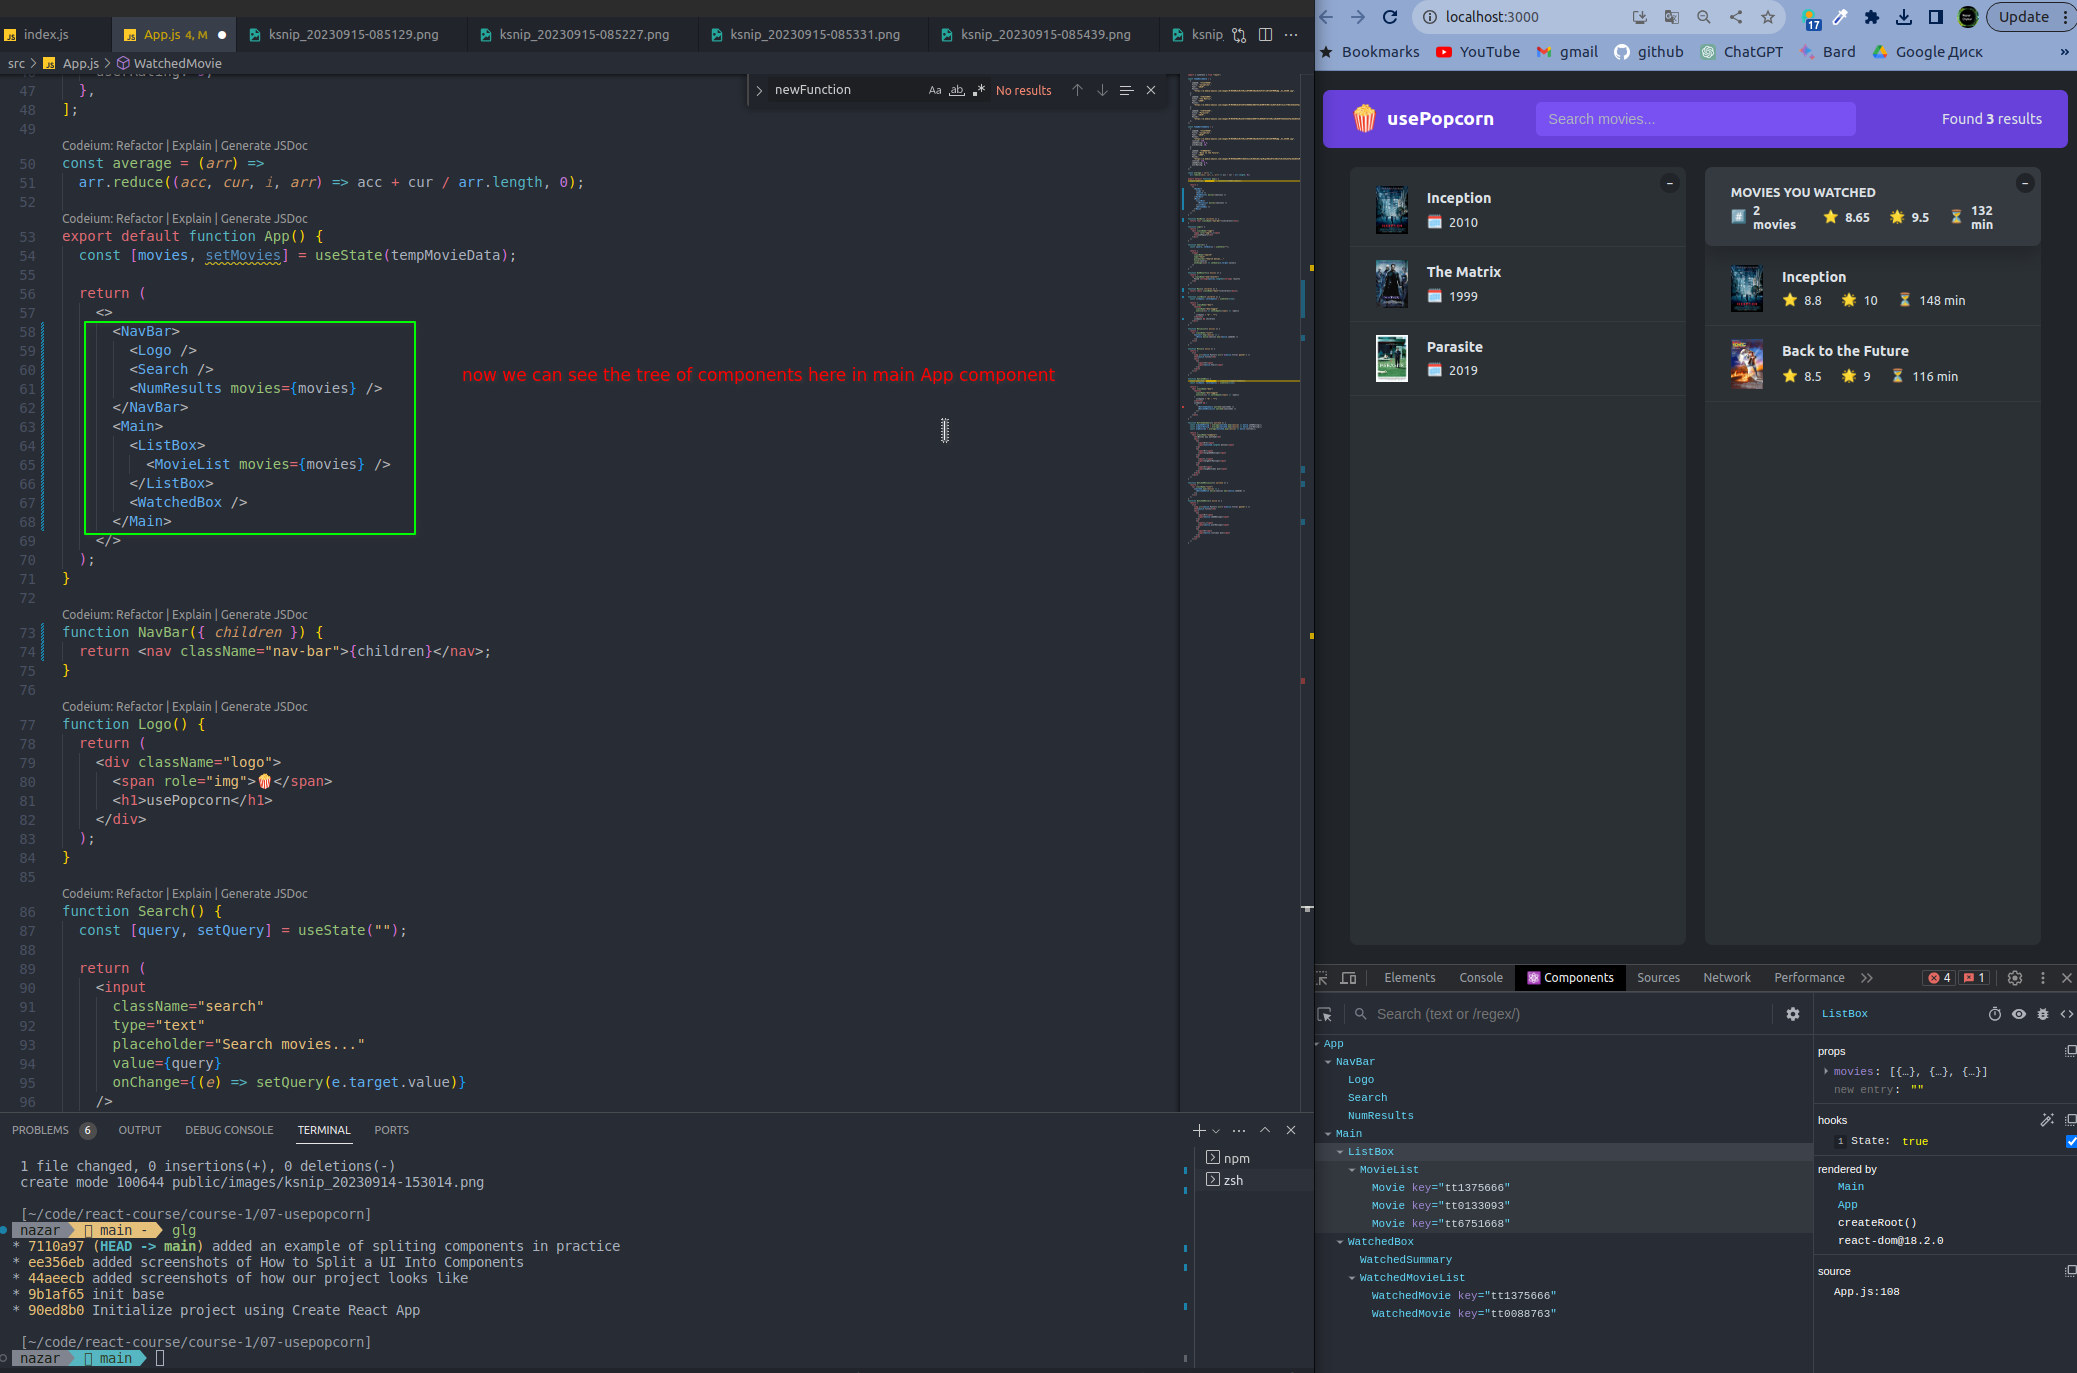 index.js
App.js 4, M
ksnip_20230915-085129.png
ksnip_20230915-085227.png
ksnip_20230915-085331.png
ksnip_20230915-085439.png
ksnip
src > App.js > WatchedMovie
newFunction
Aa ab .*
No results
47 },
48 ];
49
Codeium: Refactor | Explain | Generate JSDoc
50 const average = (arr) =>
51 arr.reduce((acc, cur, i, arr) => acc + cur / arr.length, 0);
52
Codeium: Refactor | Explain | Generate JSDoc
53 export default function App() {
54 const [movies, setMovies] = useState(tempMovieData);
55
56 return (
57 <>
58 <NavBar>
59 <Logo />
60 <Search />
61 <NumResults movies={movies} />
62 </NavBar>
63 <Main>
64 <ListBox>
65 <MovieList movies={movies} />
66 </ListBox>
67 <WatchedBox />
68 </Main>
69 </>
70 );
71 }
72
now we can see the tree of components here in main App component
Codeium: Refactor | Explain | Generate JSDoc
73 function NavBar({ children }) {
74 return <nav className="nav-bar">{children}</nav>;
75 }
76
Codeium: Refactor | Explain | Generate JSDoc
77 function Logo() {
78 return (
79 <div className="logo">
80 <span role="img">🍿</span>
81 <h1>usePopcorn</h1>
82 </div>
83 );
84 }
85
Codeium: Refactor | Explain | Generate JSDoc
86 function Search() {
87 const [query, setQuery] = useState("");
88
89 return (
90 <input
91 className="search"
92 type="text"
93 placeholder="Search movies..."
94 value={query}
95 onChange={(e) => setQuery(e.target.value)}
96 />
PROBLEMS 6 OUTPUT DEBUG CONSOLE TERMINAL PORTS
npm
zsh
1 file changed, 0 insertions(+), 0 deletions(-)
create mode 100644 public/images/ksnip_20230914-153014.png
[~/code/react-course/course-1/07-usepopcorn]
nazar main - glg
* 7110a97 (HEAD -> main) added an example of spliting components in practice
* ee356eb added screenshots of How to Split a UI Into Components
* 44aeecb added screenshots of how our project looks like
* 9b1af65 init base
* 90ed8b0 Initialize project using Create React App
[~/code/react-course/course-1/07-usepopcorn]
nazar main
localhost:3000
17
Update
Bookmarks YouTube gmail github ChatGPT Bard Google Диск »
usePopcorn
Search movies...
Found 3 results
Inception
2010
The Matrix
1999
Parasite
2019
MOVIES YOU WATCHED
2 movies 8.65 9.5 132 min
Inception
8.8 10 148 min
Back to the Future
8.5 9 116 min
Elements Console Components Sources Network Performance 4 1
Search (text or /regex/)
App
NavBar
Logo
Search
NumResults
Main
ListBox
MovieList
Movie key="tt1375666"
Movie key="tt0133093"
Movie key="tt6751668"
WatchedBox
WatchedSummary
WatchedMovieList
WatchedMovie key="tt1375666"
WatchedMovie key="tt0088763"
ListBox
props
movies: [{…}, {…}, {…}]
new entry: ""
hooks
1 State: true
rendered by
Main
App
createRoot()
react-dom@18.2.0
source
App.js:108